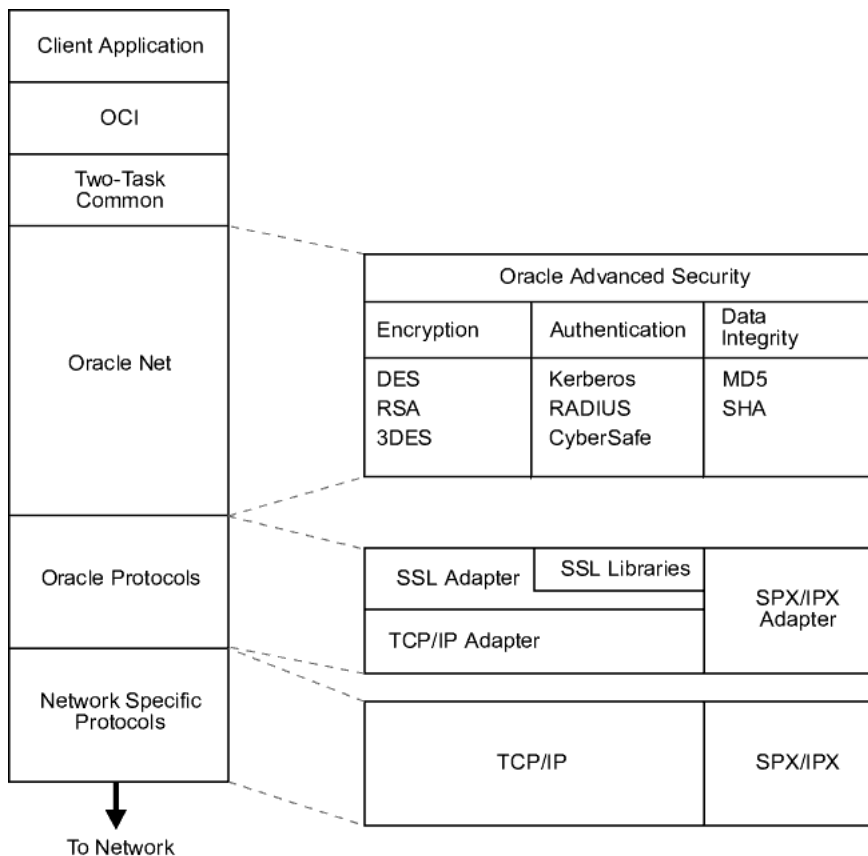 Client Application
OCI
Two-Task
Common
Oracle Net
Oracle Protocols
Network Specific
Protocols
To Network
Oracle Advanced Security
Encryption
Authentication
Data
Integrity
DES
RSA
3DES
Kerberos
RADIUS
CyberSafe
MD5
SHA
SSL Adapter
SSL Libraries
TCP/IP Adapter
SPX/IPX
Adapter
TCP/IP
SPX/IPX